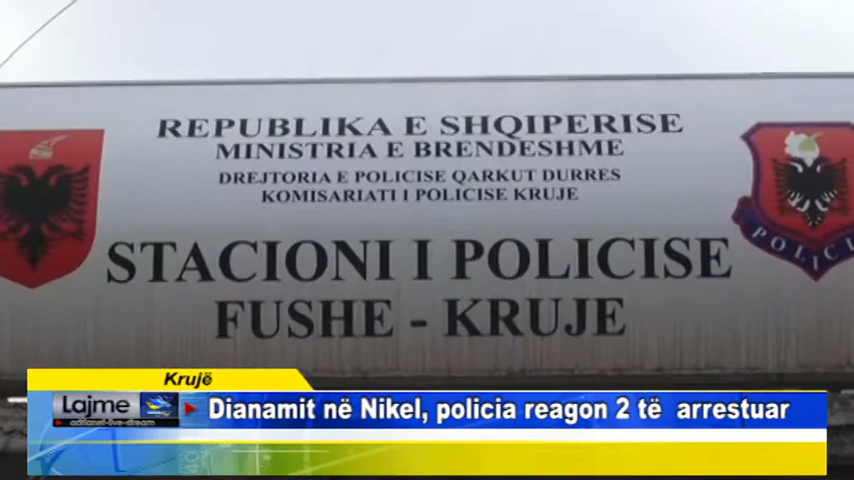 REPUBLIKA E SHQIPERISE
MINISTRIA E BRENDESHME
DREJTORIA E POLICISE QARKUT DURRES
KOMISARIATI I POLICISE KRUJE
STACIONI I POLICISE
FUSHE - KRUJE
POLICI
Krujë
Lajme
Dianamit në Nikel, policia reagon 2 të arrestuar